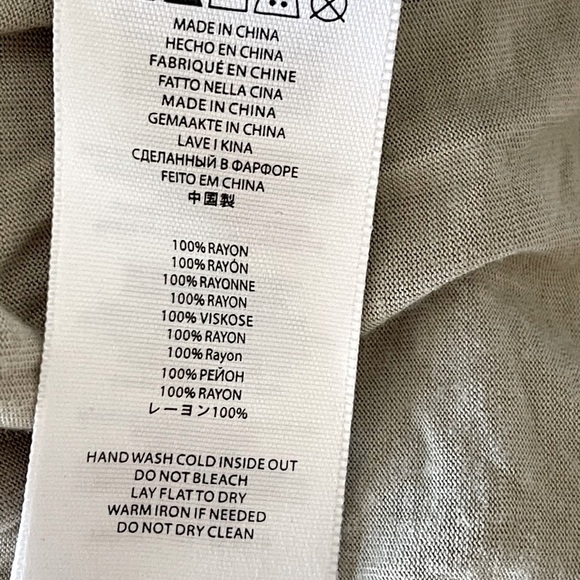 MADE IN CHINA
HECHO EN CHINA
FABRIQUÉ EN CHINE
FATTO NELLA CINA
MADE IN CHINA
GEMAAKTE IN CHINA
LAVE I KINA
СДЕЛАННЫЙ В ФАРФОРЕ
FEITO EM CHINA
中国製
100% RAYON
100% RAYÓN
100% RAYONNE
100% RAYON
100% VISKOSE
100% RAYON
100% Rayon
100% РЕЙОН
100% RAYON
レーヨン100%
HAND WASH COLD INSIDE OUT
DO NOT BLEACH
LAY FLAT TO DRY
WARM IRON IF NEEDED
DO NOT DRY CLEAN